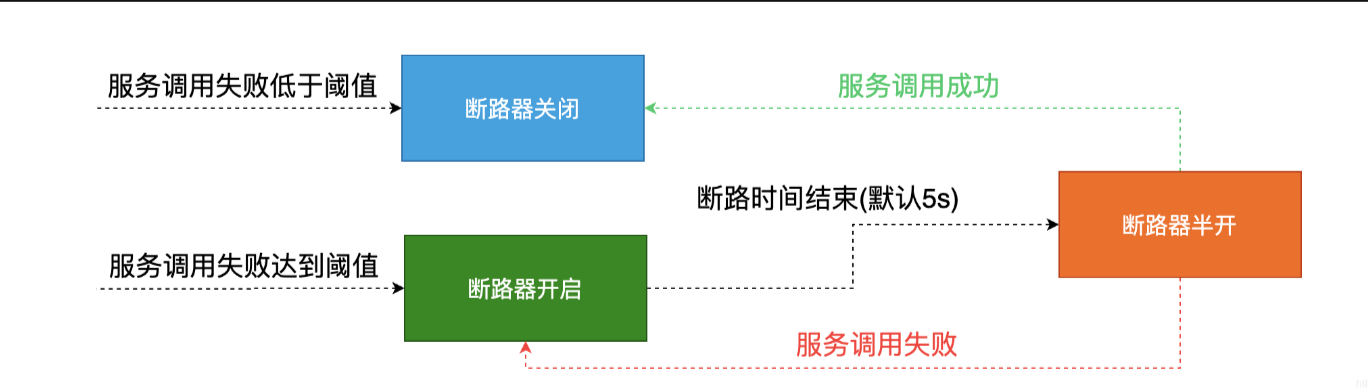 服务调用失败低于阈值
断路器关闭
服务调用成功
断路时间结束(默认5s)
断路器半开
服务调用失败达到阈值
断路器开启
服务调用失败